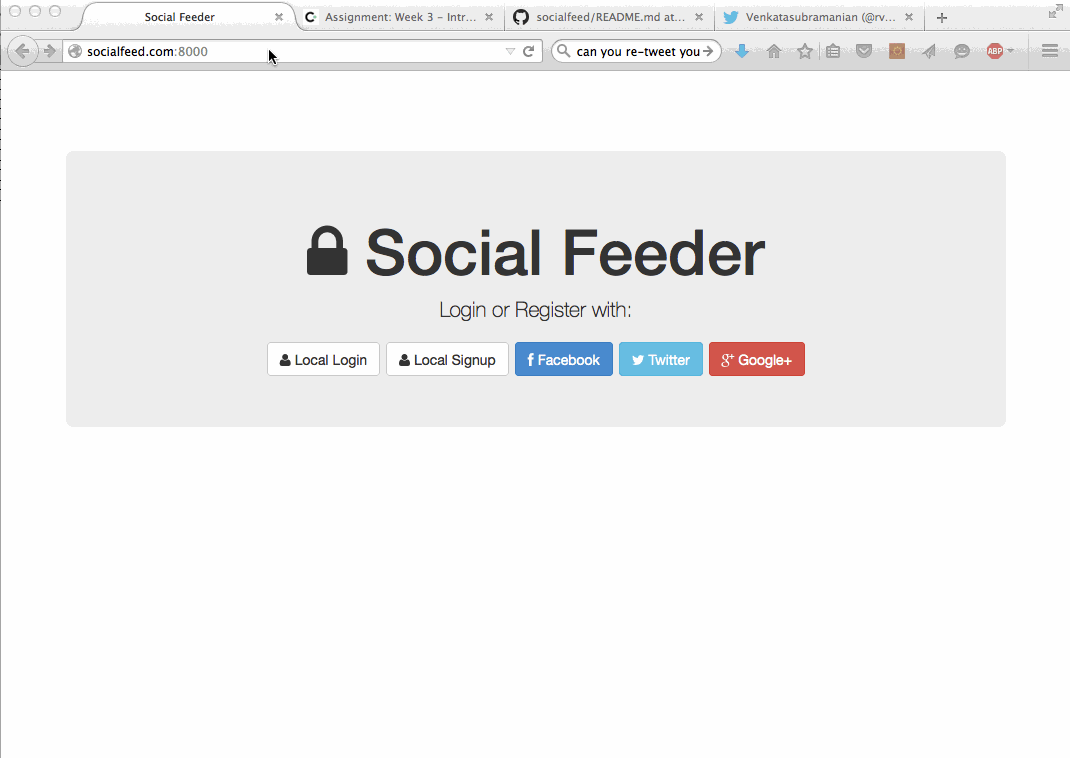 Social Feeder
Assignment: Week 3 – Intr...
socialfeed/README.md at...
Venkatasubramanian (@rv...
socialfeed.com:8000
can you re-tweet you
ABP
Social Feeder
Login or Register with:
Local Login
Local Signup
Facebook
Twitter
Google+